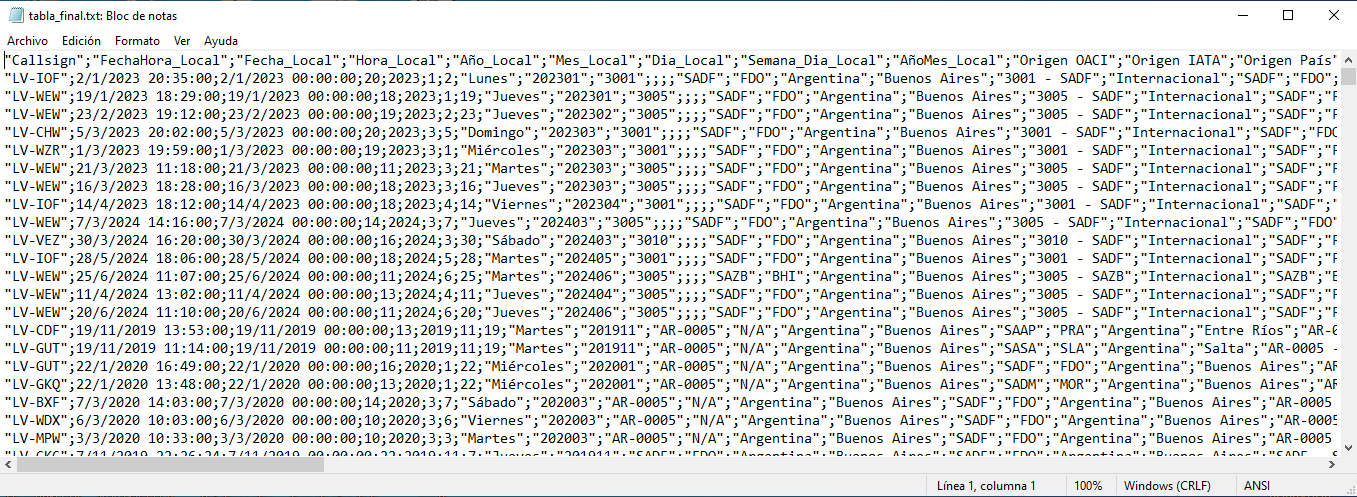 tabla_final.txt: Bloc de notas
Archivo Edición Formato Ver Ayuda
"Callsign";"FechaHora_Local";"Fecha_Local";"Hora_Local";"Año_Local";"Mes_Local";"Dia_Local";"Semana_Dia_Local";"AñoMes_Local";"Origen OACI";"Origen IATA";"Origen País"
"LV-IOF";2/1/2023 20:35:00;2/1/2023 00:00:00;20;2023;1;2;"Lunes";"202301";"3001";;;;"SADF";"FDO";"Argentina";"Buenos Aires";"3001 - SADF";"Internacional";"SADF";"FDO";
"LV-WEW";19/1/2023 18:29:00;19/1/2023 00:00:00;18;2023;1;19;"Jueves";"202301";"3005";;;;"SADF";"FDO";"Argentina";"Buenos Aires";"3005 - SADF";"Internacional";"SADF";"F
"LV-WEW";23/2/2023 19:12:00;23/2/2023 00:00:00;19;2023;2;23;"Jueves";"202302";"3005";;;;"SADF";"FDO";"Argentina";"Buenos Aires";"3005 - SADF";"Internacional";"SADF";"F
"LV-CHW";5/3/2023 20:02:00;5/3/2023 00:00:00;20;2023;3;5;"Domingo";"202303";"3001";;;;"SADF";"FDO";"Argentina";"Buenos Aires";"3001 - SADF";"Internacional";"SADF";"FDO
"LV-WZR";1/3/2023 19:59:00;1/3/2023 00:00:00;19;2023;3;1;"Miércoles";"202303";"3001";;;;"SADF";"FDO";"Argentina";"Buenos Aires";"3001 - SADF";"Internacional";"SADF";"F
"LV-WEW";21/3/2023 11:18:00;21/3/2023 00:00:00;11;2023;3;21;"Martes";"202303";"3005";;;;"SADF";"FDO";"Argentina";"Buenos Aires";"3005 - SADF";"Internacional";"SADF";"F
"LV-WEW";16/3/2023 18:28:00;16/3/2023 00:00:00;18;2023;3;16;"Jueves";"202303";"3005";;;;"SADF";"FDO";"Argentina";"Buenos Aires";"3005 - SADF";"Internacional";"SADF";"F
"LV-IOF";14/4/2023 18:12:00;14/4/2023 00:00:00;18;2023;4;14;"Viernes";"202304";"3001";;;;"SADF";"FDO";"Argentina";"Buenos Aires";"3001 - SADF";"Internacional";"SADF";"
"LV-WEW";7/3/2024 14:16:00;7/3/2024 00:00:00;14;2024;3;7;"Jueves";"202403";"3005";;;;"SADF";"FDO";"Argentina";"Buenos Aires";"3005 - SADF";"Internacional";"SADF";"FDO"
"LV-VEZ";30/3/2024 16:20:00;30/3/2024 00:00:00;16;2024;3;30;"Sábado";"202403";"3010";;;;"SADF";"FDO";"Argentina";"Buenos Aires";"3010 - SADF";"Internacional";"SADF";"F
"LV-IOF";28/5/2024 18:06:00;28/5/2024 00:00:00;18;2024;5;28;"Martes";"202405";"3001";;;;"SADF";"FDO";"Argentina";"Buenos Aires";"3001 - SADF";"Internacional";"SADF";"F
"LV-WEW";25/6/2024 11:07:00;25/6/2024 00:00:00;11;2024;6;25;"Martes";"202406";"3005";;;;"SAZB";"BHI";"Argentina";"Buenos Aires";"3005 - SAZB";"Internacional";"SAZB";"B
"LV-WEW";11/4/2024 13:02:00;11/4/2024 00:00:00;13;2024;4;11;"Jueves";"202404";"3005";;;;"SADF";"FDO";"Argentina";"Buenos Aires";"3005 - SADF";"Internacional";"SADF";"F
"LV-WEW";20/6/2024 11:10:00;20/6/2024 00:00:00;11;2024;6;20;"Jueves";"202406";"3005";;;;"SADF";"FDO";"Argentina";"Buenos Aires";"3005 - SADF";"Internacional";"SADF";"F
"LV-CDF";19/11/2019 13:53:00;19/11/2019 00:00:00;13;2019;11;19;"Martes";"201911";"AR-0005";"N/A";"Argentina";"Buenos Aires";"SAAP";"PRA";"Argentina";"Entre Ríos";"AR-0
"LV-GUT";19/11/2019 11:14:00;19/11/2019 00:00:00;11;2019;11;19;"Martes";"201911";"AR-0005";"N/A";"Argentina";"Buenos Aires";"SASA";"SLA";"Argentina";"Salta";"AR-0005 -
"LV-GUT";22/1/2020 16:49:00;22/1/2020 00:00:00;16;2020;1;22;"Miércoles";"202001";"AR-0005";"N/A";"Argentina";"Buenos Aires";"SADF";"FDO";"Argentina";"Buenos Aires";"AR
"LV-GKQ";22/1/2020 13:48:00;22/1/2020 00:00:00;13;2020;1;22;"Miércoles";"202001";"AR-0005";"N/A";"Argentina";"Buenos Aires";"SADM";"MOR";"Argentina";"Buenos Aires";"AR
"LV-BXF";7/3/2020 14:03:00;7/3/2020 00:00:00;14;2020;3;7;"Sábado";"202003";"AR-0005";"N/A";"Argentina";"Buenos Aires";"SADF";"FDO";"Argentina";"Buenos Aires";"AR-0005
"LV-WDX";6/3/2020 10:03:00;6/3/2020 00:00:00;10;2020;3;6;"Viernes";"202003";"AR-0005";"N/A";"Argentina";"Buenos Aires";"SADF";"FDO";"Argentina";"Buenos Aires";"AR-0005
"LV-MPW";3/3/2020 10:33:00;3/3/2020 00:00:00;10;2020;3;3;"Martes";"202003";"AR-0005";"N/A";"Argentina";"Buenos Aires";"SADF";"FDO";"Argentina";"Buenos Aires";"AR-0005
Línea 1, columna 1 100% Windows (CRLF) ANSI